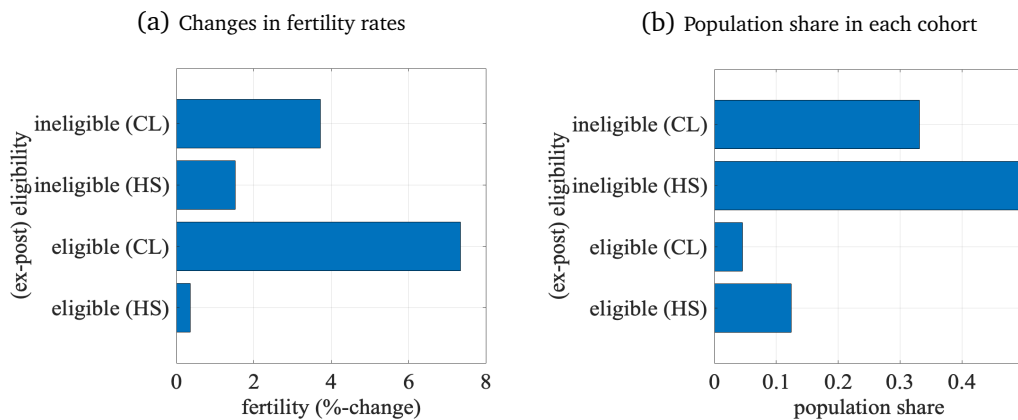 (a) Changes in fertility rates
(ex-post) eligibility
ineligible (CL)
ineligible (HS)
eligible (CL)
eligible (HS)
0 2 4 6 8
fertility (%-change)
(b) Population share in each cohort
(ex-post) eligibility
ineligible (CL)
ineligible (HS)
eligible (CL)
eligible (HS)
0 0.1 0.2 0.3 0.4
population share